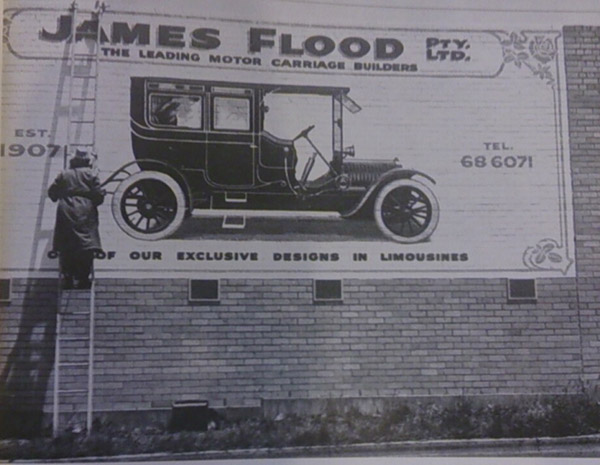 JAMES FLOOD PTY. LTD.
THE LEADING MOTOR CARRIAGE BUILDERS
EST.
1907
TEL.
68 6071
OF OUR EXCLUSIVE DESIGNS IN LIMOUSINES